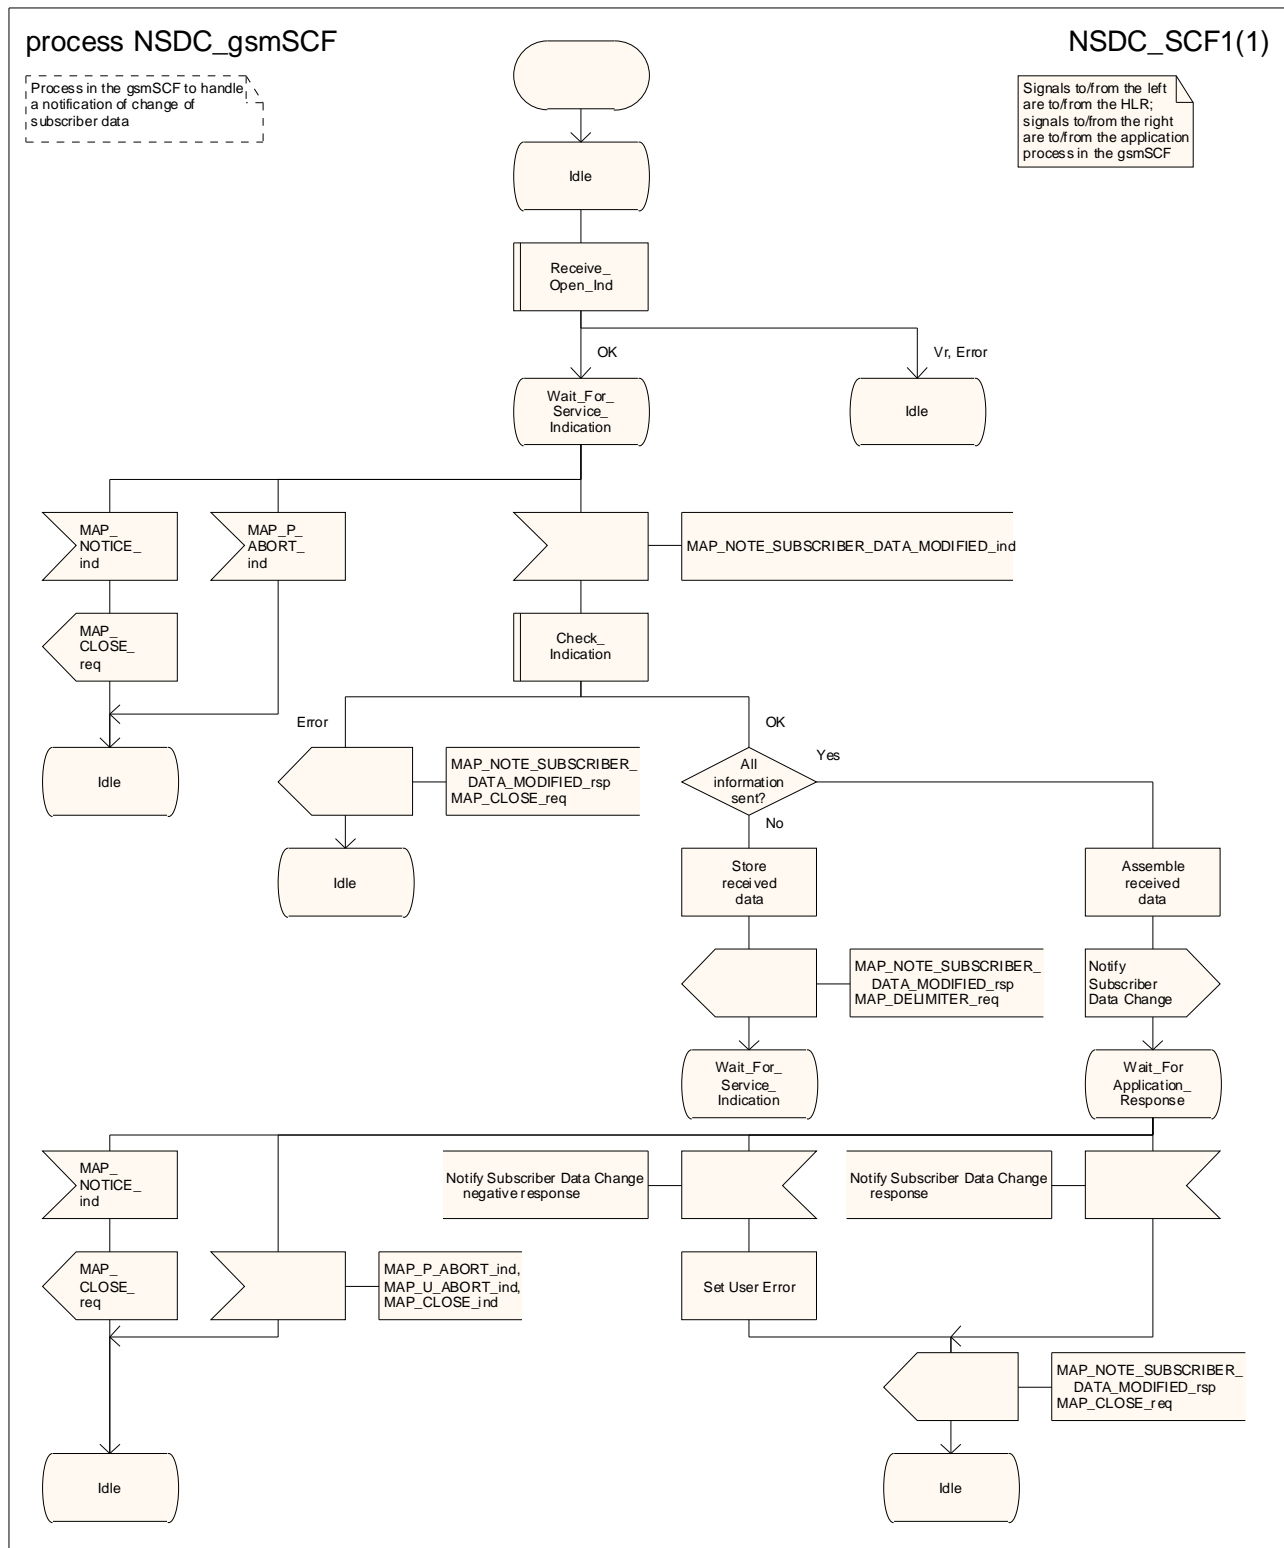 process NSDC_gsmSCF
NSDC_SCF1(1)
Process in the gsmSCF to handle
a notification of change of
subscriber data
Signals to/from the left
are to/from the HLR;
signals to/from the right
are to/from the application
process in the gsmSCF
Idle
Receive_
Open_Ind
OK
Vr, Error
Wait_For_
Service_
Indication
Idle
MAP_
NOTICE_
ind
MAP_P_
ABORT_
ind
MAP_NOTE_SUBSCRIBER_DATA_MODIFIED_ind
MAP_
CLOSE_
req
Check_
Indication
Error
OK
Idle
MAP_NOTE_SUBSCRIBER_
DATA_MODIFIED_rsp
MAP_CLOSE_req
All
information
sent?
Yes
No
Idle
Store
received
data
Assemble
received
data
MAP_NOTE_SUBSCRIBER_
DATA_MODIFIED_rsp
MAP_DELIMITER_req
Notify
Subscriber
Data Change
Wait_For_
Service_
Indication
Wait_For
Application_
Response
MAP_
NOTICE_
ind
Notify Subscriber Data Change
negative response
Notify Subscriber Data Change
response
MAP_
CLOSE_
req
MAP_P_ABORT_ind,
MAP_U_ABORT_ind,
MAP_CLOSE_ind
Set User Error
MAP_NOTE_SUBSCRIBER_
DATA_MODIFIED_rsp
MAP_CLOSE_req
Idle
Idle